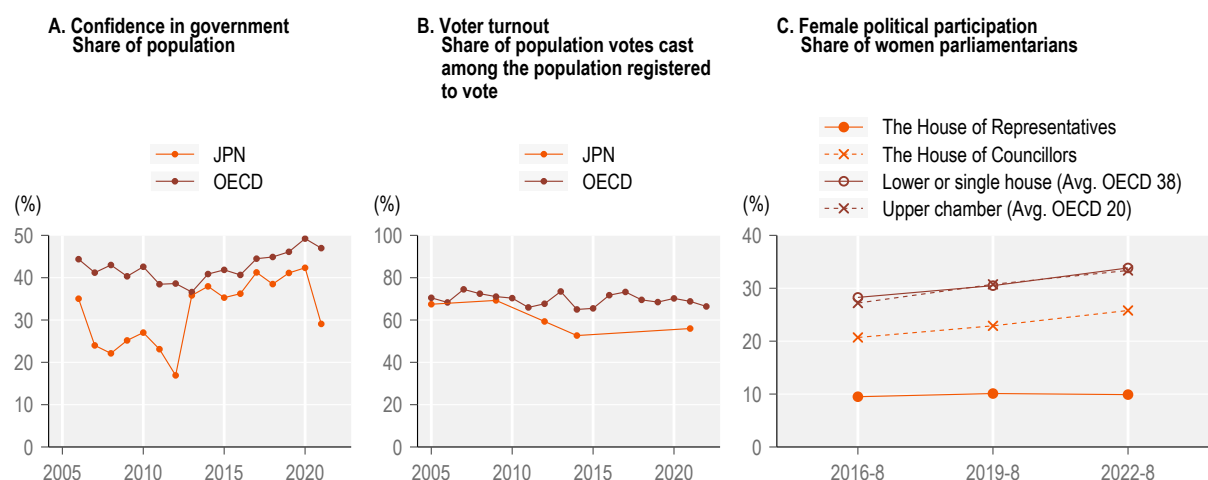 A. Confidence in government
Share of population
(%)
JPN
OECD
50
40
30
20
10
0
2005
2010
2015
2020
B. Voter turnout
Share of population votes cast
among the population registered
to vote
(%)
JPN
OECD
100
80
60
40
20
0
2005
2010
2015
2020
C. Female political participation
Share of women parliamentarians
The House of Representatives
The House of Councillors
Lower or single house (Avg. OECD 38)
Upper chamber (Avg. OECD 20)
(%)
40
30
20
10
0
2016-8
2019-8
2022-8